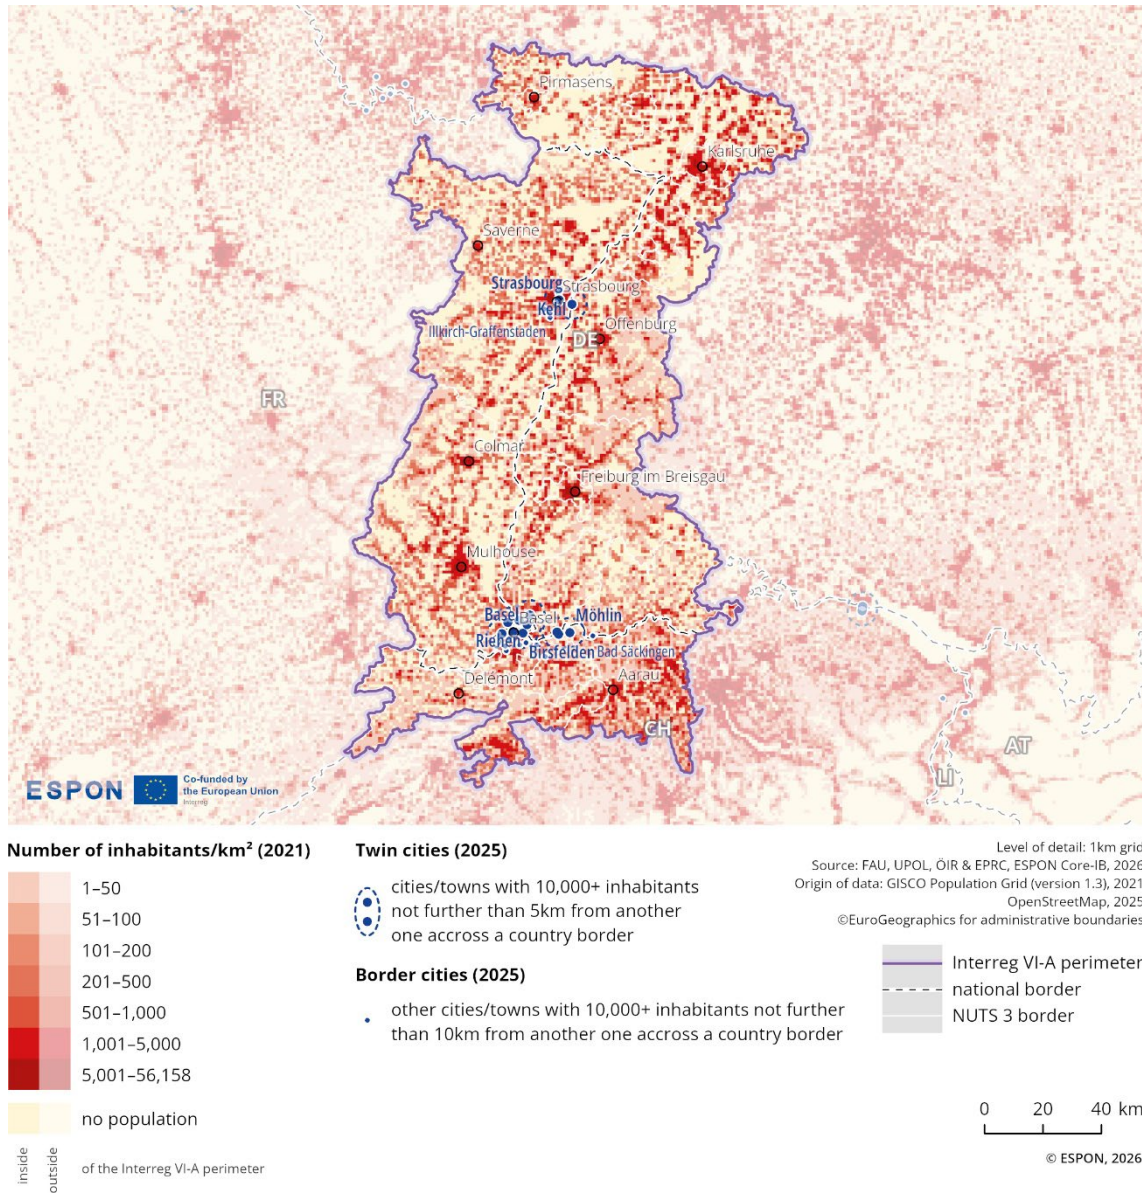 Pirmasens
Karlsruhe
Saverne
Strasbourg
Strasbourg
Kehl
Illkirch-Graffenstaden
Offenburg
DE
FR
Colmar
Freiburg im Breisgau
Mulhouse
Basel
Basel
Möhlin
Riehen
Birsfelden
Bad Säckingen
Delémont
Aarau
CH
AT
LI
ESPON
Co-funded by
the European Union
Interreg
Number of inhabitants/km² (2021)
1–50
51–100
101–200
201–500
501–1,000
1,001–5,000
5,001–56,158
no population
inside
outside
of the Interreg VI-A perimeter
Twin cities (2025)
cities/towns with 10,000+ inhabitants
not further than 5km from another
one accross a country border
Border cities (2025)
other cities/towns with 10,000+ inhabitants not further
than 10km from another one accross a country border
Level of detail: 1km grid
Source: FAU, UPOL, ÖIR & EPRC, ESPON Core-IB, 2026
Origin of data: GISCO Population Grid (version 1.3), 2021
OpenStreetMap, 2025
©EuroGeographics for administrative boundaries
Interreg VI-A perimeter
national border
NUTS 3 border
0 20 40 km
© ESPON, 2026